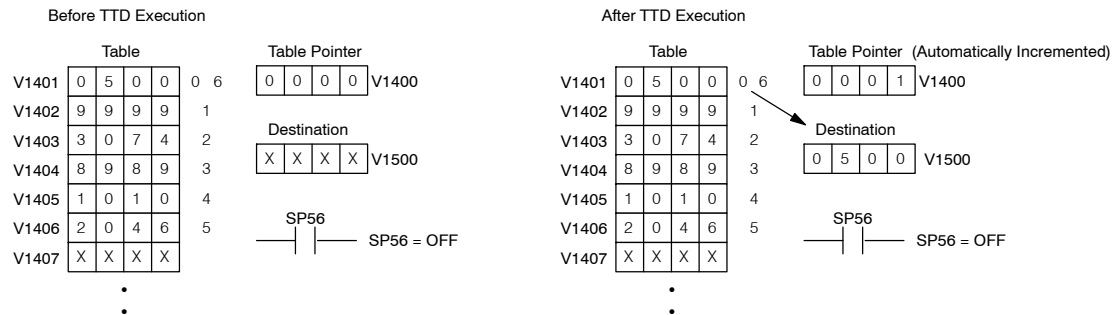 Before TTD Execution
Table
Table Pointer
V1401 0 5 0 0 0 6
0 0 0 0 V1400
V1402 9 9 9 9 1
V1403 3 0 7 4 2
Destination
X X X X V1500
V1404 8 9 8 9 3
V1405 1 0 1 0 4
V1406 2 0 4 6 5
SP56
SP56 = OFF
V1407 X X X X
After TTD Execution
Table
Table Pointer (Automatically Incremented)
V1401 0 5 0 0 0 6
0 0 0 1 V1400
V1402 9 9 9 9 1
V1403 3 0 7 4 2
Destination
0 5 0 0 V1500
V1404 8 9 8 9 3
V1405 1 0 1 0 4
V1406 2 0 4 6 5
SP56
SP56 = OFF
V1407 X X X X